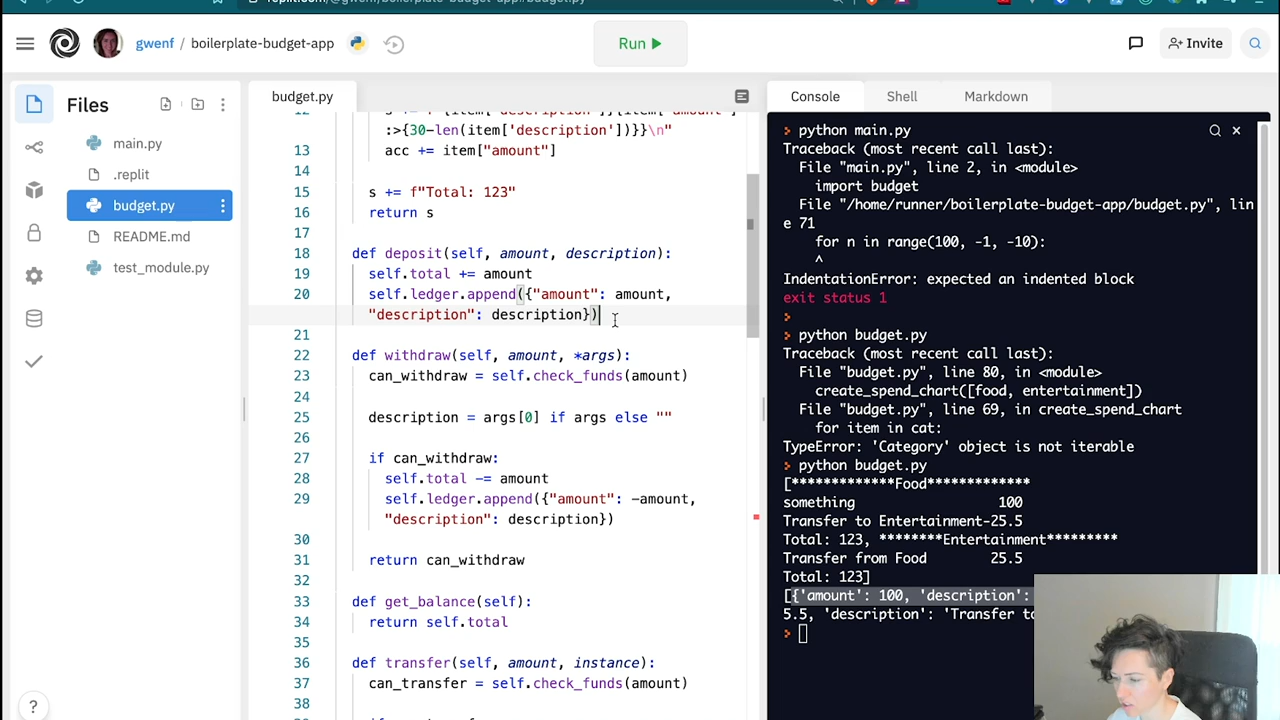 gwenf / boilerplate-budget-app
Run
Invite
Files
main.py
.replit
budget.py
README.md
test_module.py
budget.py
:>{30-len(item['description'])}}\n"
13 acc += item["amount"]
14
15 s += f"Total: 123"
16 return s
17
18 def deposit(self, amount, description):
19 self.total += amount
20 self.ledger.append({"amount": amount,
"description": description})
21
22 def withdraw(self, amount, *args):
23 can_withdraw = self.check_funds(amount)
24
25 description = args[0] if args else ""
26
27 if can_withdraw:
28 self.total -= amount
29 self.ledger.append({"amount": -amount,
"description": description})
30
31 return can_withdraw
32
33 def get_balance(self):
34 return self.total
35
36 def transfer(self, amount, instance):
37 can_transfer = self.check_funds(amount)
38
Console Shell Markdown
python main.py
Traceback (most recent call last):
File "main.py", line 2, in <module>
import budget
File "/home/runner/boilerplate-budget-app/budget.py", lin
e 71
for n in range(100, -1, -10):
^
IndentationError: expected an indented block
exit status 1
python budget.py
Traceback (most recent call last):
File "budget.py", line 80, in <module>
create_spend_chart([food, entertainment])
File "budget.py", line 69, in create_spend_chart
for item in cat:
TypeError: 'Category' object is not iterable
python budget.py
[*************Food*************
something 100
Transfer to Entertainment-25.5
Total: 123, ********Entertainment*********
Transfer from Food 25.5
Total: 123]
[{'amount': 100, 'description':
5.5, 'description': 'Transfer to
?